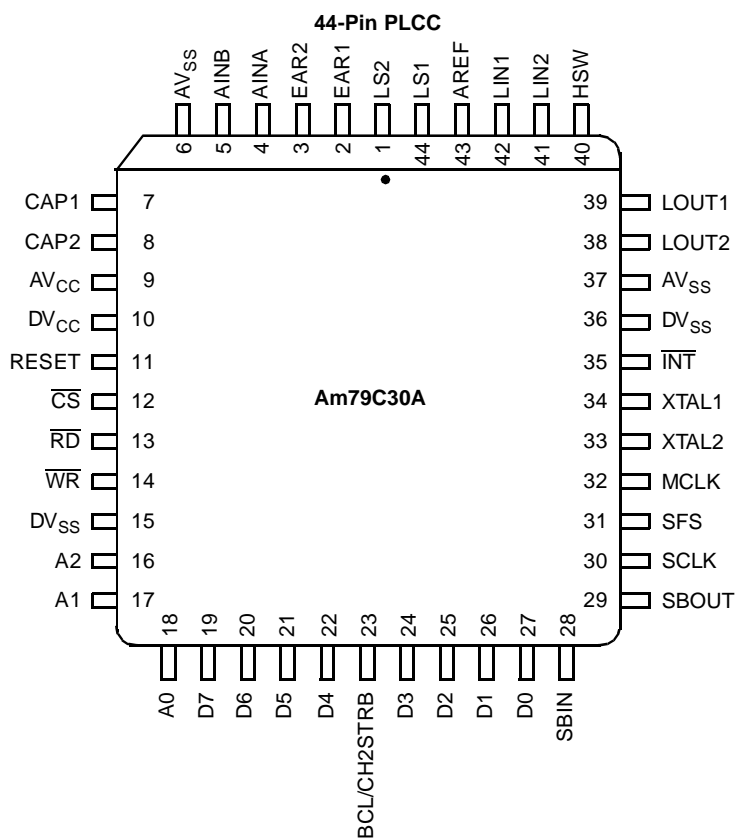 44-Pin PLCC
AVSS
AINB
AINA
EAR2
EAR1
LS2
LS1
AREF
LIN1
LIN2
HSW
6
5
4
3
2
1
44
43
42
41
40
CAP1 7
CAP2 8
AVCC 9
DVCC 10
RESET 11
C̅S̅ 12
R̅D̅ 13
W̅R̅ 14
DVSS 15
A2 16
A1 17
Am79C30A
39 LOUT1
38 LOUT2
37 AVSS
36 DVSS
35 I̅N̅T̅
34 XTAL1
33 XTAL2
32 MCLK
31 SFS
30 SCLK
29 SBOUT
18
19
20
21
22
23
24
25
26
27
28
A0
D7
D6
D5
D4
BCL/CH2STRB
D3
D2
D1
D0
SBIN